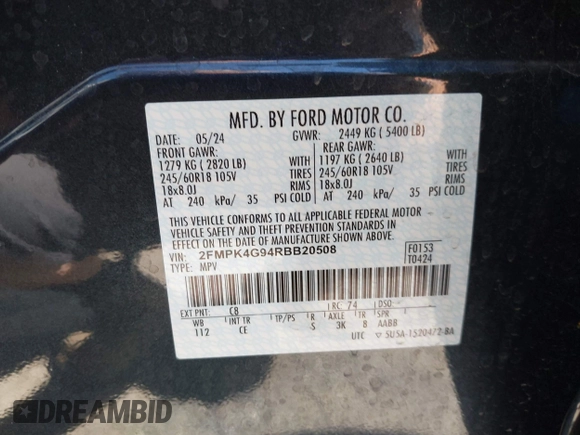 MFD. BY FORD MOTOR CO.
DATE: 05/24 GVWR: 2449 KG ( 5400 LB)
FRONT GAWR: REAR GAWR:
1279 KG ( 2820 LB) WITH 1197 KG ( 2640 LB) WITH
245/60R18 105V TIRES 245/60R18 105V TIRES
18x8.0J RIMS 18x8.0J RIMS
AT 240 kPa/ 35 PSI COLD AT 240 kPa/ 35 PSI COLD
THIS VEHICLE CONFORMS TO ALL APPLICABLE FEDERAL MOTOR
VEHICLE SAFETY AND THEFT PREVENTION STANDARDS IN
EFFECT ON THE DATE OF MANUFACTURE SHOWN ABOVE.
VIN: 2FMPK4G94RBB20508 F0153
TYPE: MPV T0424
EXT PNT: C8 RC: 74 DSO:
WB INT TR TP/PS R AXLE TR SPR
112 CE S 3K 8 AABB
UTC 5U5A-1520472-BA
DREAMBID